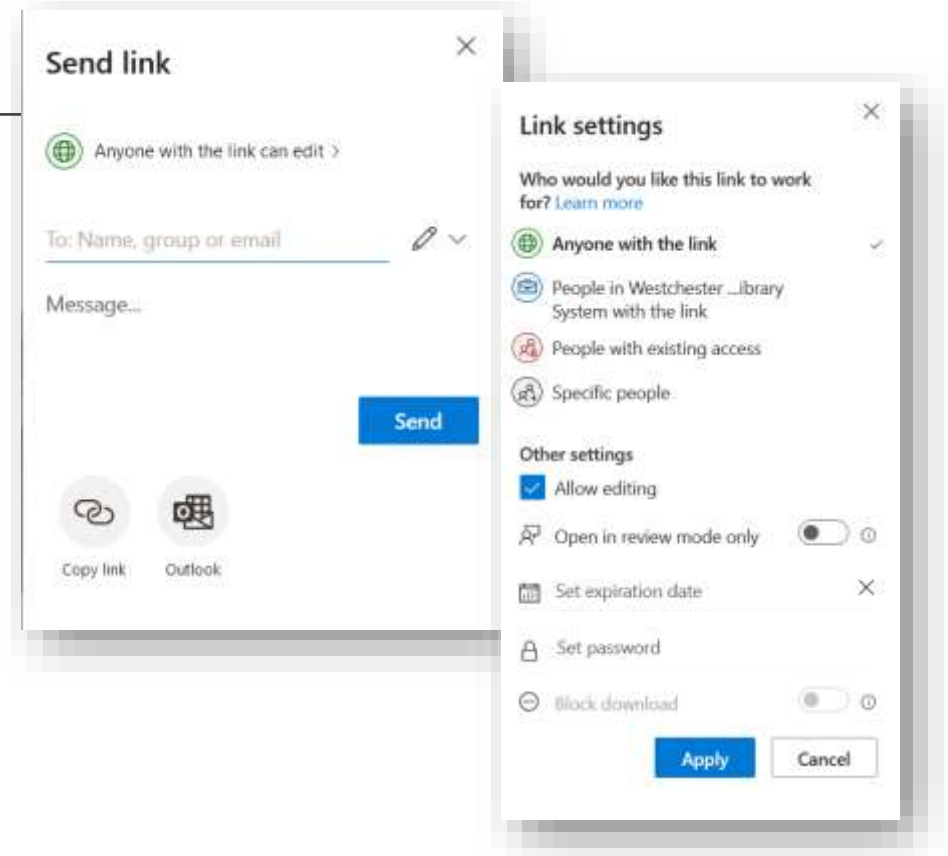 Send link
Anyone with the link can edit >
To: Name, group or email
Message...
Send
Copy link
Outlook
Link settings
Who would you like this link to work
for? Learn more
Anyone with the link
People in Westchester ...ibrary
System with the link
People with existing access
Specific people
Other settings
Allow editing
Open in review mode only
Set expiration date
Set password
Block download
Apply
Cancel